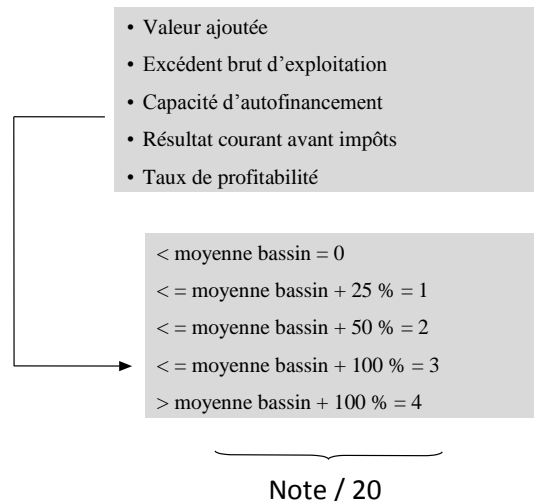 • Valeur ajoutée
• Excédent brut d’exploitation
• Capacité d’autofinancement
• Résultat courant avant impôts
• Taux de profitabilité
< moyenne bassin = 0
< = moyenne bassin + 25 % = 1
< = moyenne bassin + 50 % = 2
< = moyenne bassin + 100 % = 3
> moyenne bassin + 100 % = 4
Note / 20